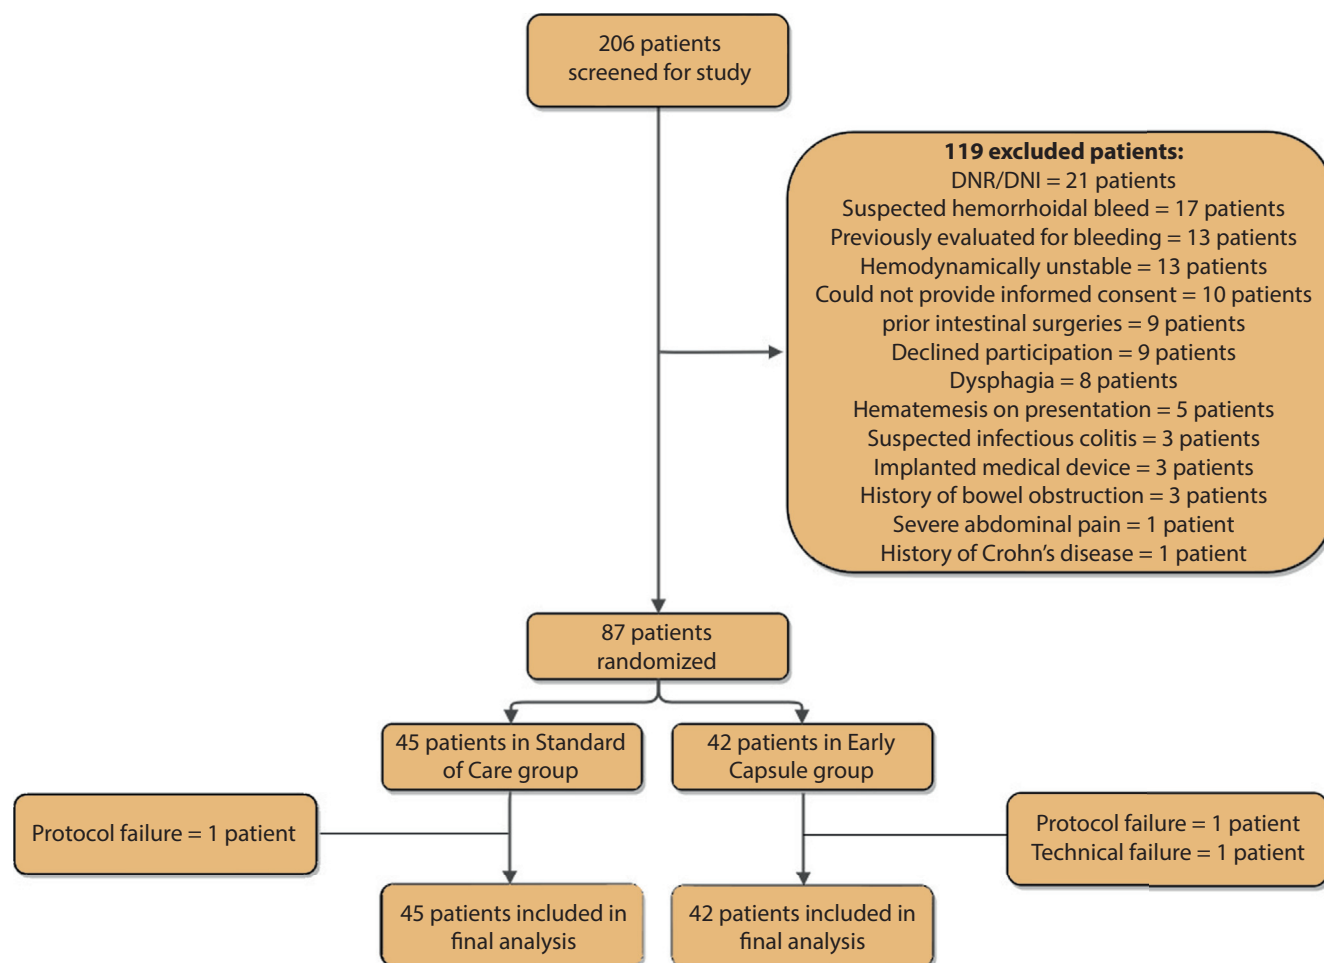 206 patients
screened for study
119 excluded patients:
DNR/DNI = 21 patients
Suspected hemorrhoidal bleed = 17 patients
Previously evaluated for bleeding = 13 patients
Hemodynamically unstable = 13 patients
Could not provide informed consent = 10 patients
prior intestinal surgeries = 9 patients
Declined participation = 9 patients
Dysphagia = 8 patients
Hematemesis on presentation = 5 patients
Suspected infectious colitis = 3 patients
Implanted medical device = 3 patients
History of bowel obstruction = 3 patients
Severe abdominal pain = 1 patient
History of Crohn’s disease = 1 patient
87 patients
randomized
45 patients in Standard
of Care group
42 patients in Early
Capsule group
Protocol failure = 1 patient
Protocol failure = 1 patient
Technical failure = 1 patient
45 patients included in
final analysis
42 patients included in
final analysis